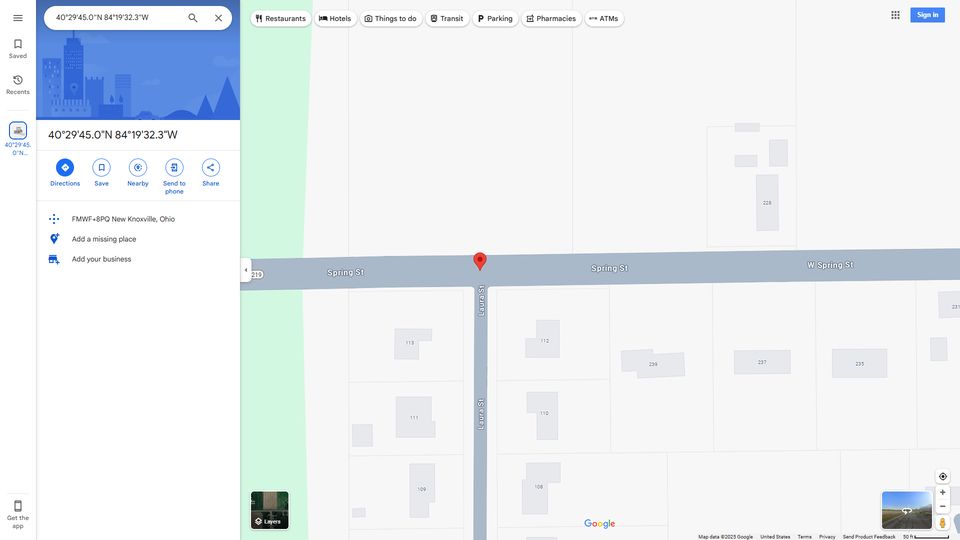 40°29'45.0"N 84°19'32.3"W
Restaurants
Hotels
Things to do
Transit
Parking
Pharmacies
ATMs
Sign in
Saved
Recents
40°29'45.
0"N...
40°29'45.0"N 84°19'32.3"W
Directions
Save
Nearby
Send to
phone
Share
FMWF+8PQ New Knoxville, Ohio
Add a missing place
Add your business
Get the
app
228
219
Spring St
Spring St
W Spring St
Laura St
231
113
112
239
237
235
Laura St
111
110
109
108
Layers
Google
Map data ©2025 Google
United States
Terms
Privacy
Send Product Feedback
50 ft